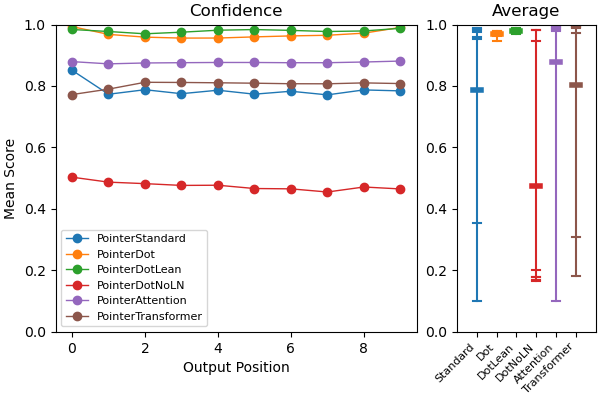 Confidence
Average
Mean Score
1.0
0.8
0.6
0.4
0.2
0.0
PointerStandard
PointerDot
PointerDotLean
PointerDotNoLN
PointerAttention
PointerTransformer
0 2 4 6 8
Output Position
1.0
0.8
0.6
0.4
0.2
0.0
Standard
Dot
DotLean
DotNoLN
Attention
Transformer